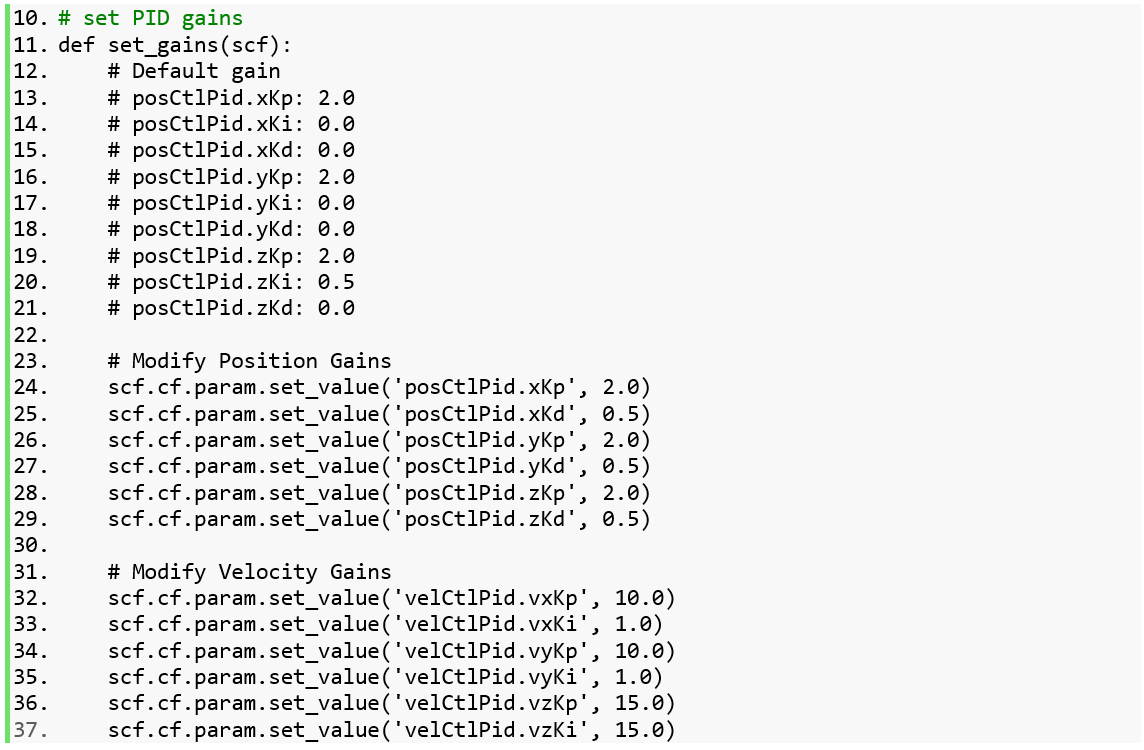 10. # set PID gains
11. def set_gains(scf):
12.     # Default gain
13.     # posCtlPid.xKp: 2.0
14.     # posCtlPid.xKi: 0.0
15.     # posCtlPid.xKd: 0.0
16.     # posCtlPid.yKp: 2.0
17.     # posCtlPid.yKi: 0.0
18.     # posCtlPid.yKd: 0.0
19.     # posCtlPid.zKp: 2.0
20.     # posCtlPid.zKi: 0.5
21.     # posCtlPid.zKd: 0.0
22.
23.     # Modify Position Gains
24.     scf.cf.param.set_value('posCtlPid.xKp', 2.0)
25.     scf.cf.param.set_value('posCtlPid.xKd', 0.5)
26.     scf.cf.param.set_value('posCtlPid.yKp', 2.0)
27.     scf.cf.param.set_value('posCtlPid.yKd', 0.5)
28.     scf.cf.param.set_value('posCtlPid.zKp', 2.0)
29.     scf.cf.param.set_value('posCtlPid.zKd', 0.5)
30.
31.     # Modify Velocity Gains
32.     scf.cf.param.set_value('velCtlPid.vxKp', 10.0)
33.     scf.cf.param.set_value('velCtlPid.vxKi', 1.0)
34.     scf.cf.param.set_value('velCtlPid.vyKp', 10.0)
35.     scf.cf.param.set_value('velCtlPid.vyKi', 1.0)
36.     scf.cf.param.set_value('velCtlPid.vzKp', 15.0)
37.     scf.cf.param.set_value('velCtlPid.vzKi', 15.0)